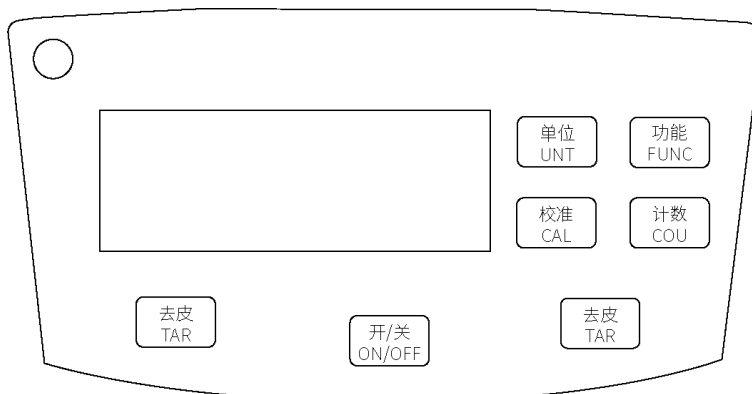 单位
UNT
功能
FUNC
校准
CAL
计数
COU
去皮
TAR
开/关
ON/OFF
去皮
TAR